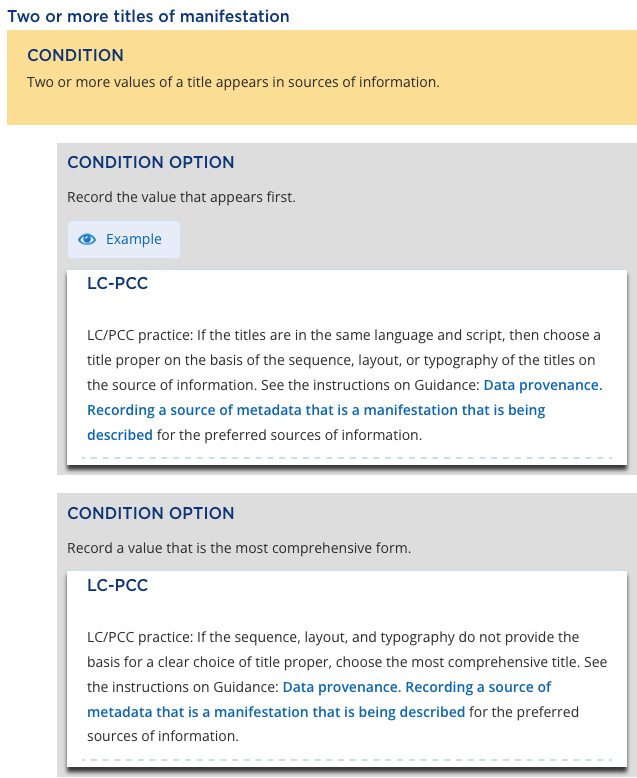 Two or more titles of manifestation
CONDITION
Two or more values of a title appears in sources of information.
CONDITION OPTION
Record the value that appears first.
Example
LC-PCC
LC/PCC practice: If the titles are in the same language and script, then choose a
title proper on the basis of the sequence, layout, or typography of the titles on
the source of information. See the instructions on Guidance: Data provenance.
Recording a source of metadata that is a manifestation that is being
described for the preferred sources of information.
CONDITION OPTION
Record a value that is the most comprehensive form.
LC-PCC
LC/PCC practice: If the sequence, layout, and typography do not provide the
basis for a clear choice of title proper, choose the most comprehensive title. See
the instructions on Guidance: Data provenance. Recording a source of
metadata that is a manifestation that is being described for the preferred
sources of information.